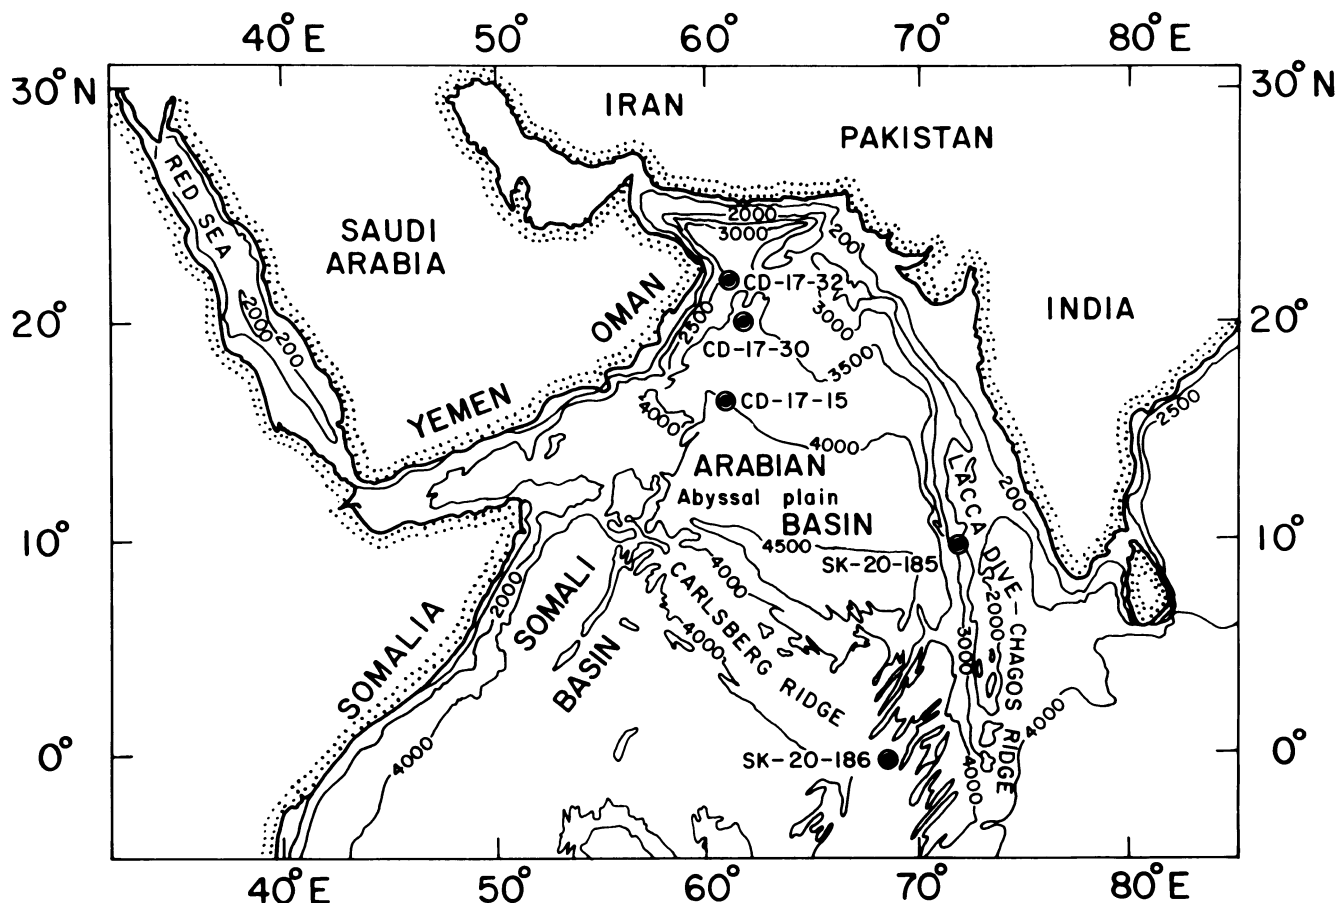 40°E 50° 60° 70° 80°E
30°N
30°N
IRAN
PAKISTAN
RED SEA
SAUDI
ARABIA
2000
3000
200
CD-17-32
OMAN
INDIA
2000
200
2500
3000
20°
20°
CD-17-30
3500
YEMEN
4000
CD-17-15
2500
4000
ARABIAN
Abyssal plain
BASIN
LACCADIVE-CHAGOS RIDGE
200
10°
10°
4500
SK-20-185
2000
SOMALI
BASIN
4000
CARLSBERG RIDGE
4000
2000
3000
SOMALIA
4000
4000
0°
0°
SK-20-186
4000
40°E 50° 60° 70° 80°E